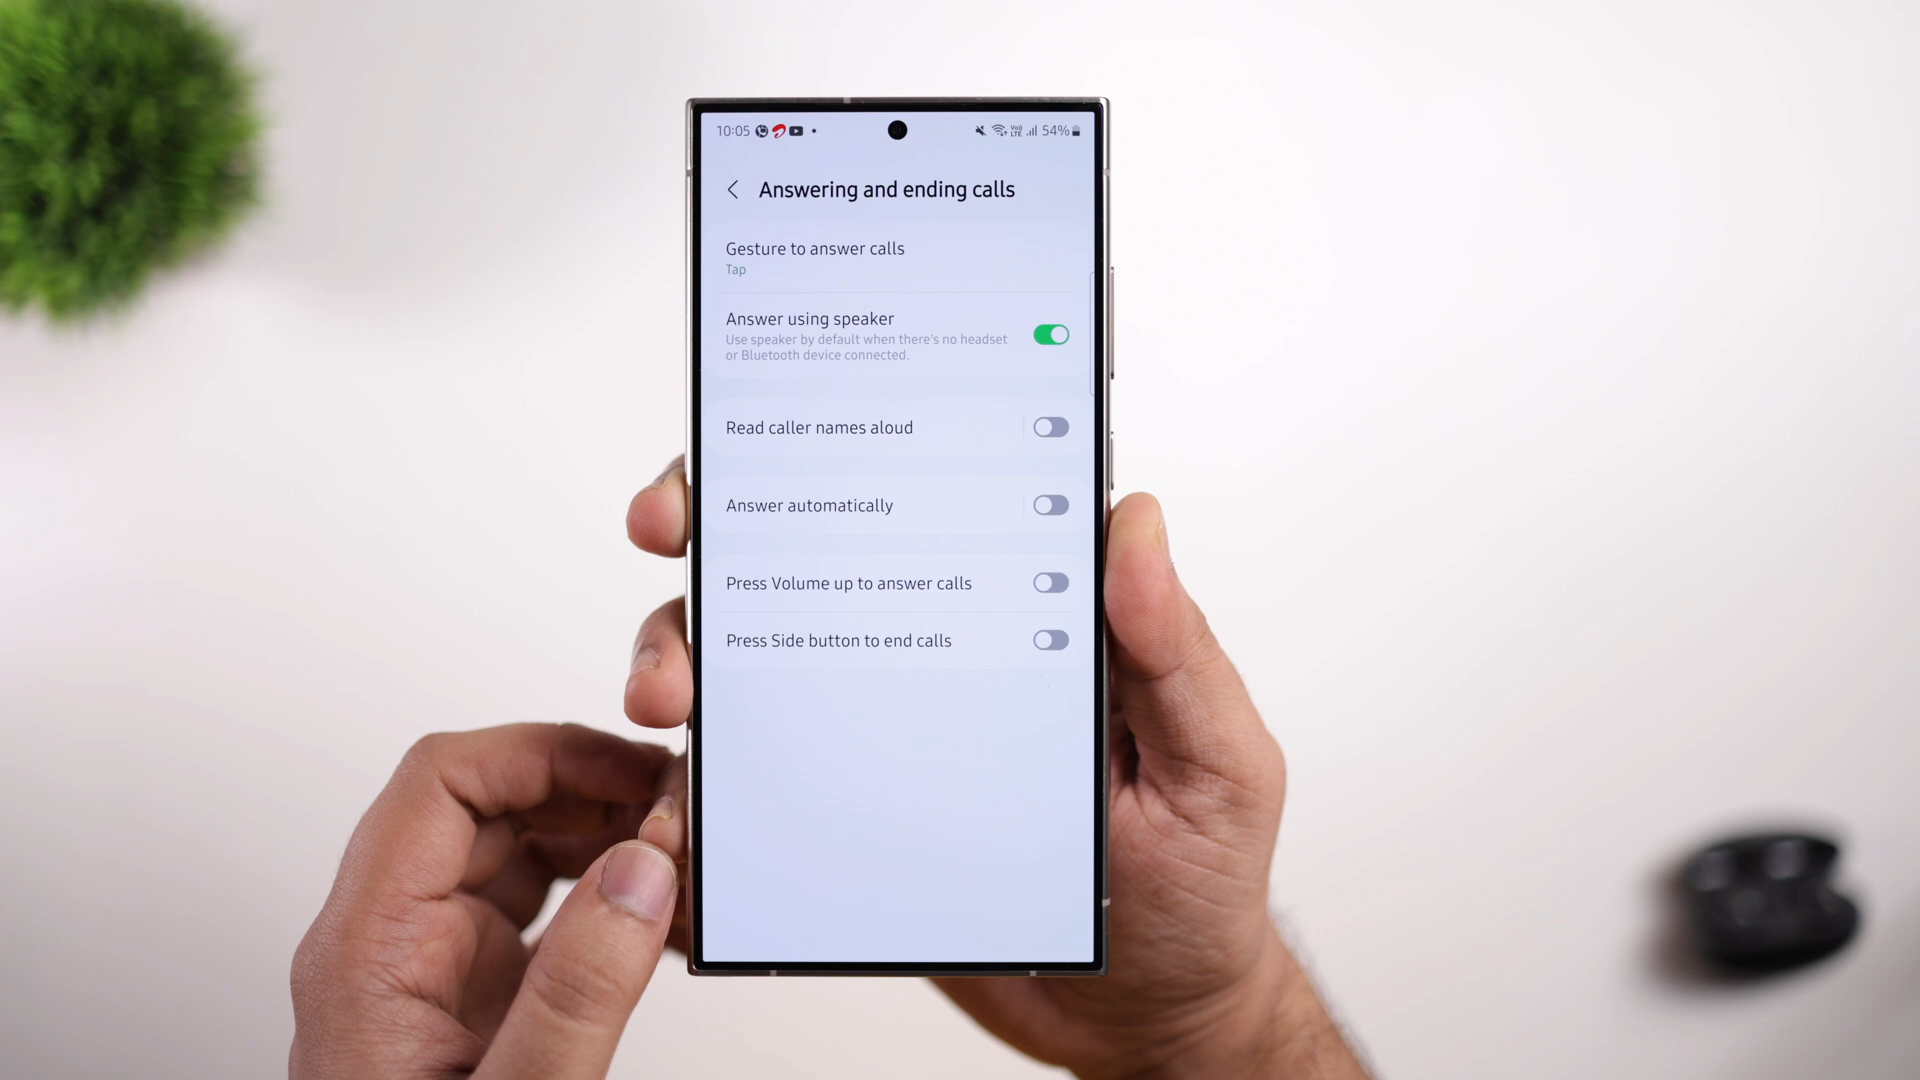 10:05 Vo) LTE 54%
Answering and ending calls
Gesture to answer calls
Tap
Answer using speaker
Use speaker by default when there's no headset
or Bluetooth device connected.
Read caller names aloud
Answer automatically
Press Volume up to answer calls
Press Side button to end calls